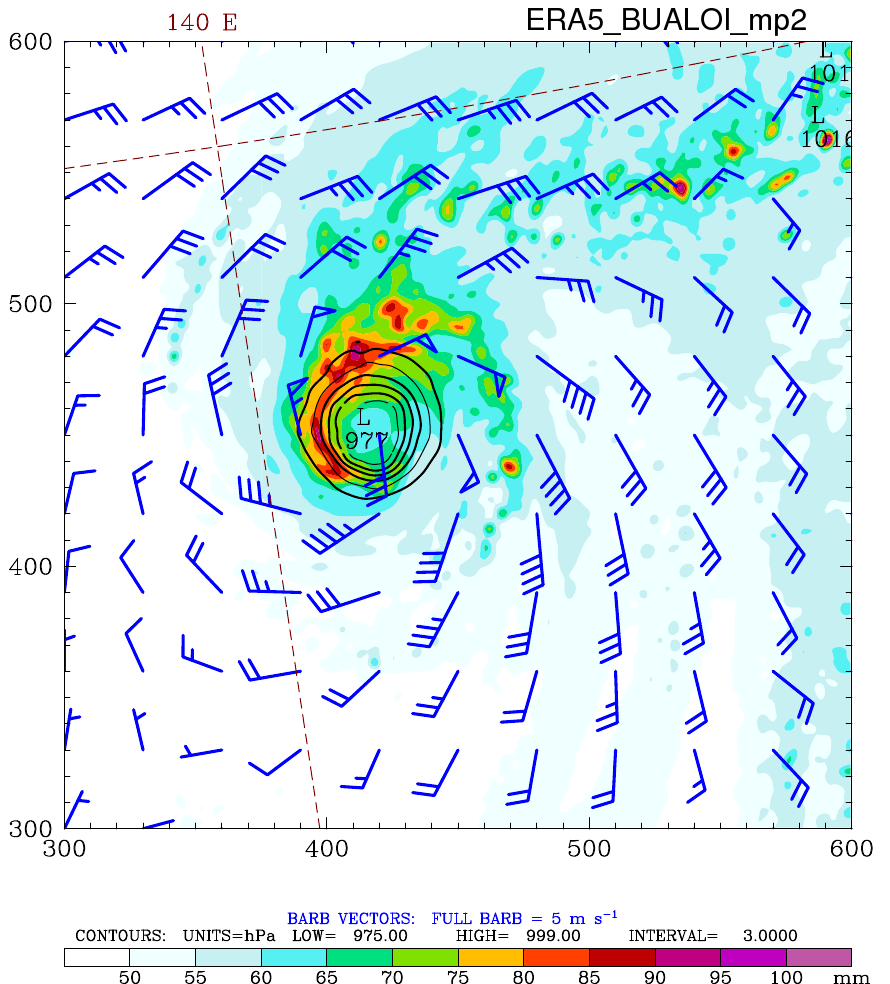 ERA5_BUALOI_mp2
140 E
600
L
101
L
1016
500
L
977
400
300
300 400 500 600
BARB VECTORS: FULL BARB = 5 m s⁻¹
CONTOURS: UNITS=hPa LOW= 975.00 HIGH= 999.00 INTERVAL= 3.0000
50 55 60 65 70 75 80 85 90 95 100 mm